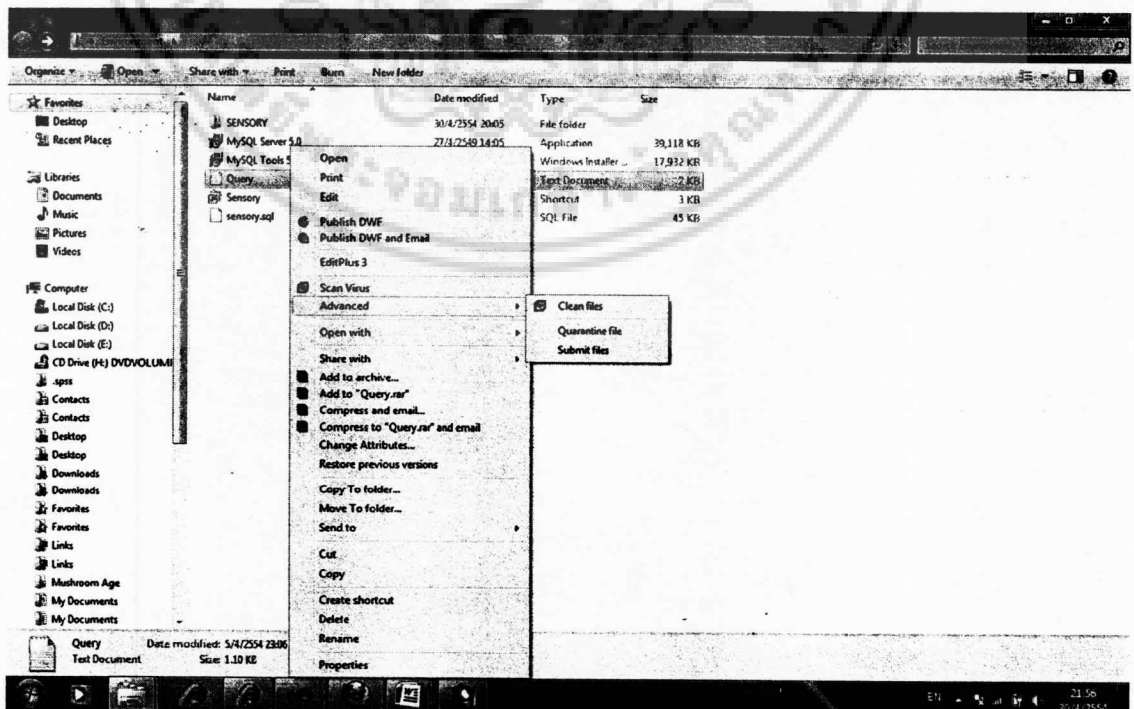 Organize Open Share with Print Burn New folder
Favorites
Desktop
Recent Places
Libraries
Documents
Music
Pictures
Videos
Computer
Local Disk (C:)
Local Disk (D:)
Local Disk (E:)
CD Drive (H:) DVDVOLUM
.spss
Contacts
Contacts
Desktop
Desktop
Downloads
Downloads
Favorites
Favorites
Links
Links
Mushroom Age
My Documents
My Documents
Name Date modified Type Size
SENSORY 30/4/2554 20:05 File folder
MySQL Server 5.0 27/3/2549 14:05 Application 39,118 KB
MySQL Tools 5 Windows Installer ... 17,932 KB
Query Text Document 2 KB
Sensory Shortcut 3 KB
sensory.sql SQL File 45 KB
Open
Print
Edit
Publish DWF
Publish DWF and Email
EditPlus 3
Scan Virus
Advanced
Open with
Share with
Add to archive...
Add to "Query.rar"
Compress and email...
Compress to "Query.rar" and email
Change Attributes...
Restore previous versions
Copy To folder...
Move To folder...
Send to
Cut
Copy
Create shortcut
Delete
Rename
Properties
Clean files
Quarantine file
Submit files
Query Date modified: 5/4/2554 23:06
Text Document Size: 1.10 KB
EN 21:56
30/4/2554